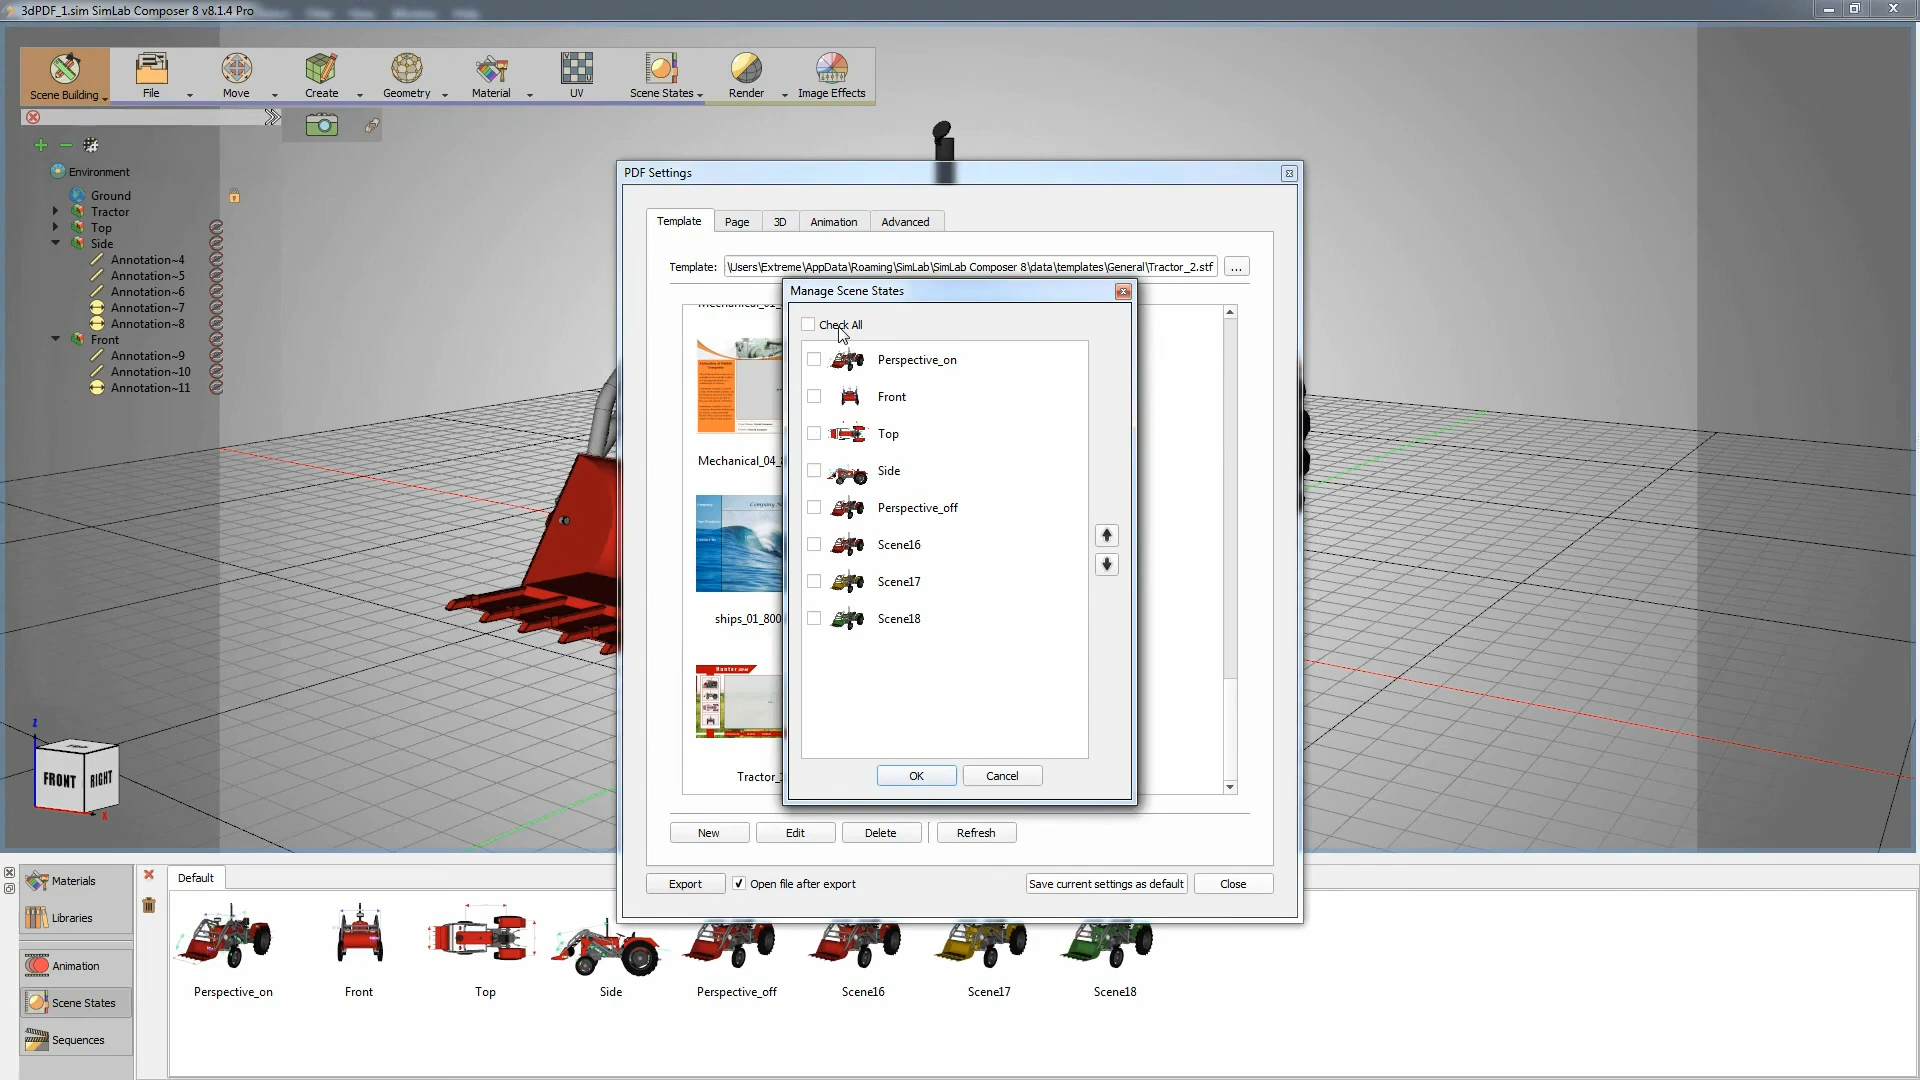 3dPDF_1.sim SimLab Composer 8 v8.1.4 Pro
Scene Building
File
Move
Create
Geometry
Material
UV
Scene States
Render
Image Effects
Environment
Ground
Tractor
Top
Side
Annotation~4
Annotation~5
Annotation~6
Annotation~7
Annotation~8
Front
Annotation~9
Annotation~10
Annotation~11
Z
FRONT
RIGHT
X
PDF Settings
Template
Page
3D
Animation
Advanced
Template:
\Users\Extreme\AppData\Roaming\SimLab\SimLab Composer 8\data\templates\General\Tractor_2.stf
...
Mechanical_04_8
ships_01_800
Tractor_
Manage Scene States
Check All
Perspective_on
Front
Top
Side
Perspective_off
Scene16
Scene17
Scene18
OK
Cancel
New
Edit
Delete
Refresh
Export
Open file after export
Save current settings as default
Close
Materials
Libraries
Animation
Scene States
Sequences
Default
Perspective_on
Front
Top
Side
Perspective_off
Scene16
Scene17
Scene18